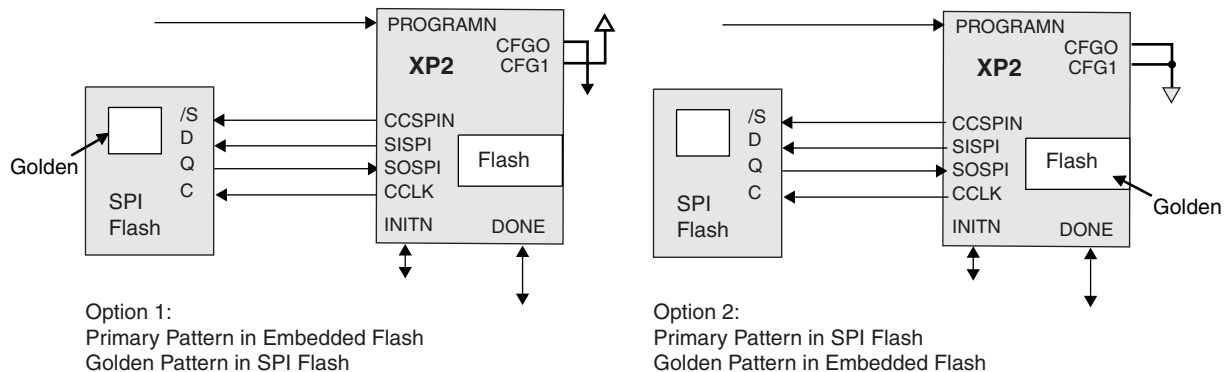 PROGRAMN
CFGO
CFG1
XP2
/S
D
Q
C
CCSPIN
SISPI
SOSPI
CCLK
Flash
Golden
SPI
Flash
INITN
DONE
Option 1:
Primary Pattern in Embedded Flash
Golden Pattern in SPI Flash
PROGRAMN
CFGO
CFG1
XP2
/S
D
Q
C
CCSPIN
SISPI
SOSPI
CCLK
Flash
Golden
SPI
Flash
INITN
DONE
Option 2:
Primary Pattern in SPI Flash
Golden Pattern in Embedded Flash